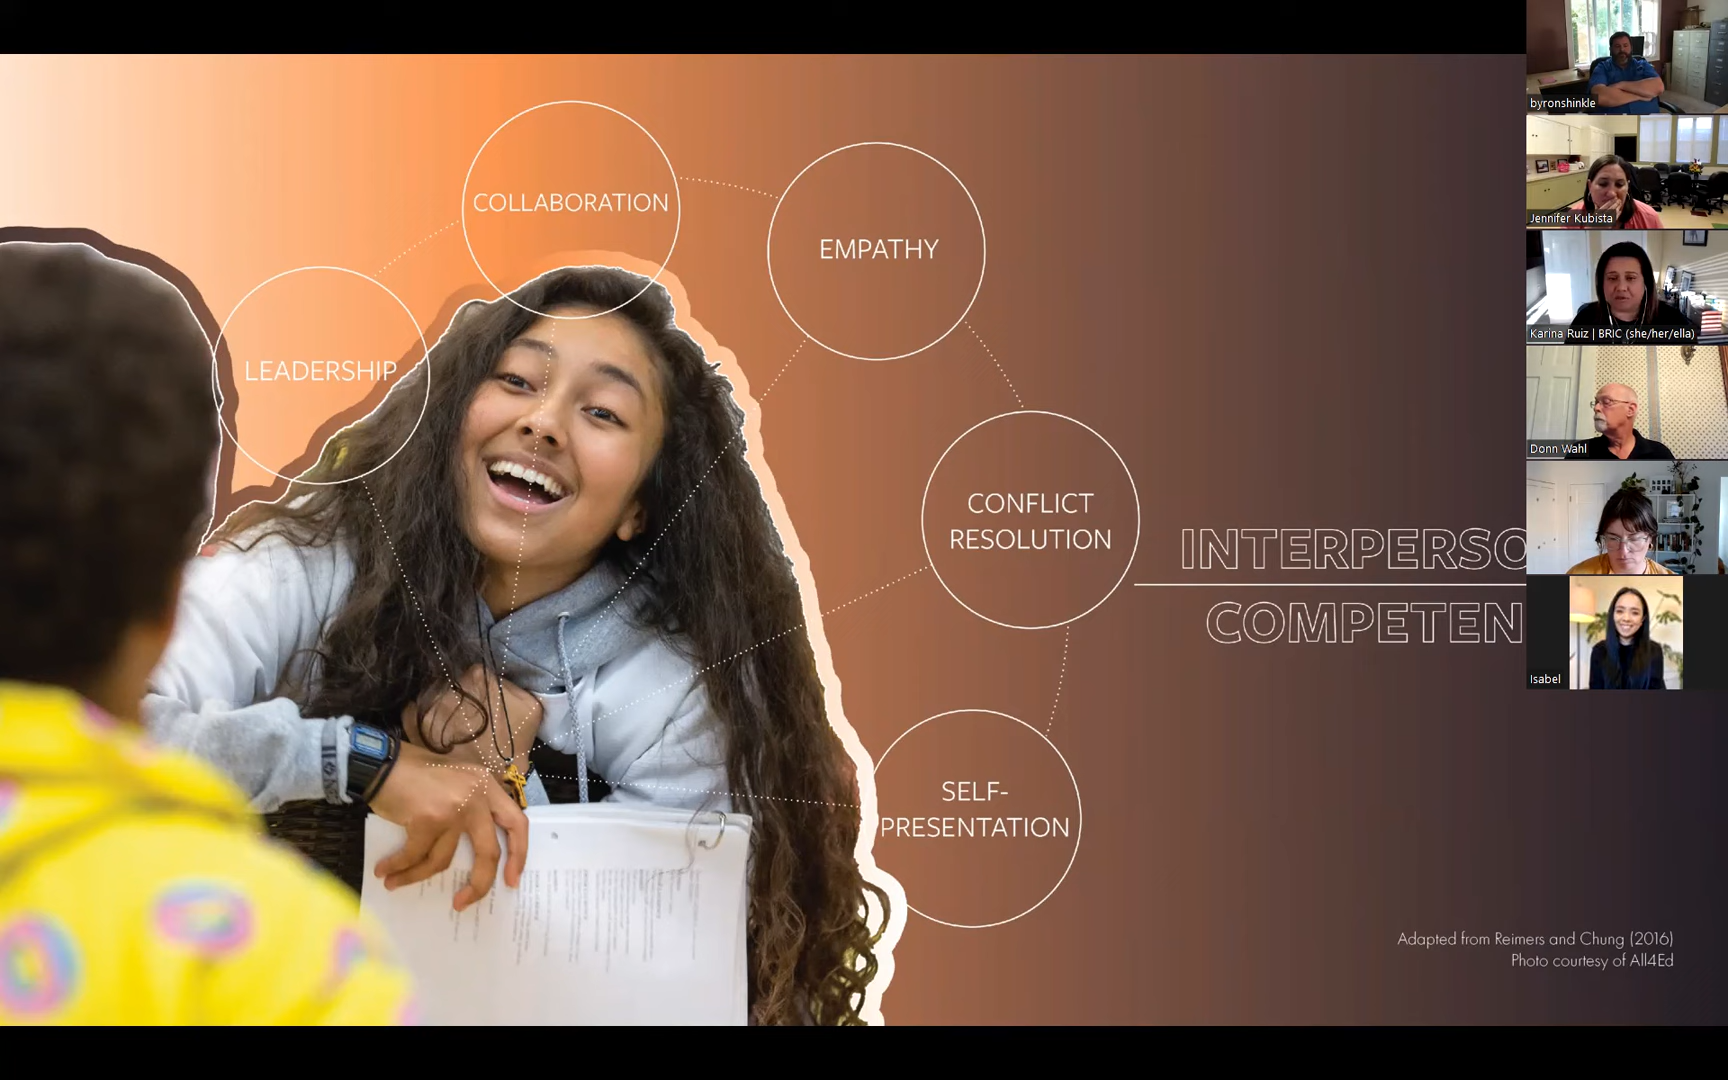 COLLABORATION
EMPATHY
LEADERSHIP
CONFLICT
RESOLUTION
INTERPERSO
COMPETEN
SELF-
PRESENTATION
Adapted from Reimers and Chung (2016)
Photo courtesy of All4Ed
byronshinkle
Jennifer Kubista
Karina Ruiz | BRIC (she/her/ella)
Donn Wahl
Isabel